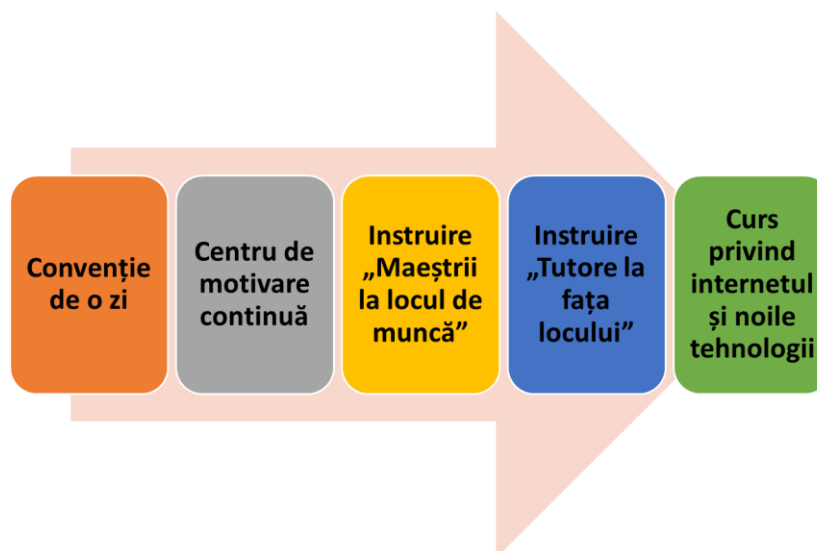 Convenție
de o zi
Centru de
motivare
continuă
Instruire
„Maeștrii
la locul de
muncă”
Instruire
„Tutore la
fața
locului”
Curs
privind
internetul
și noile
tehnologii